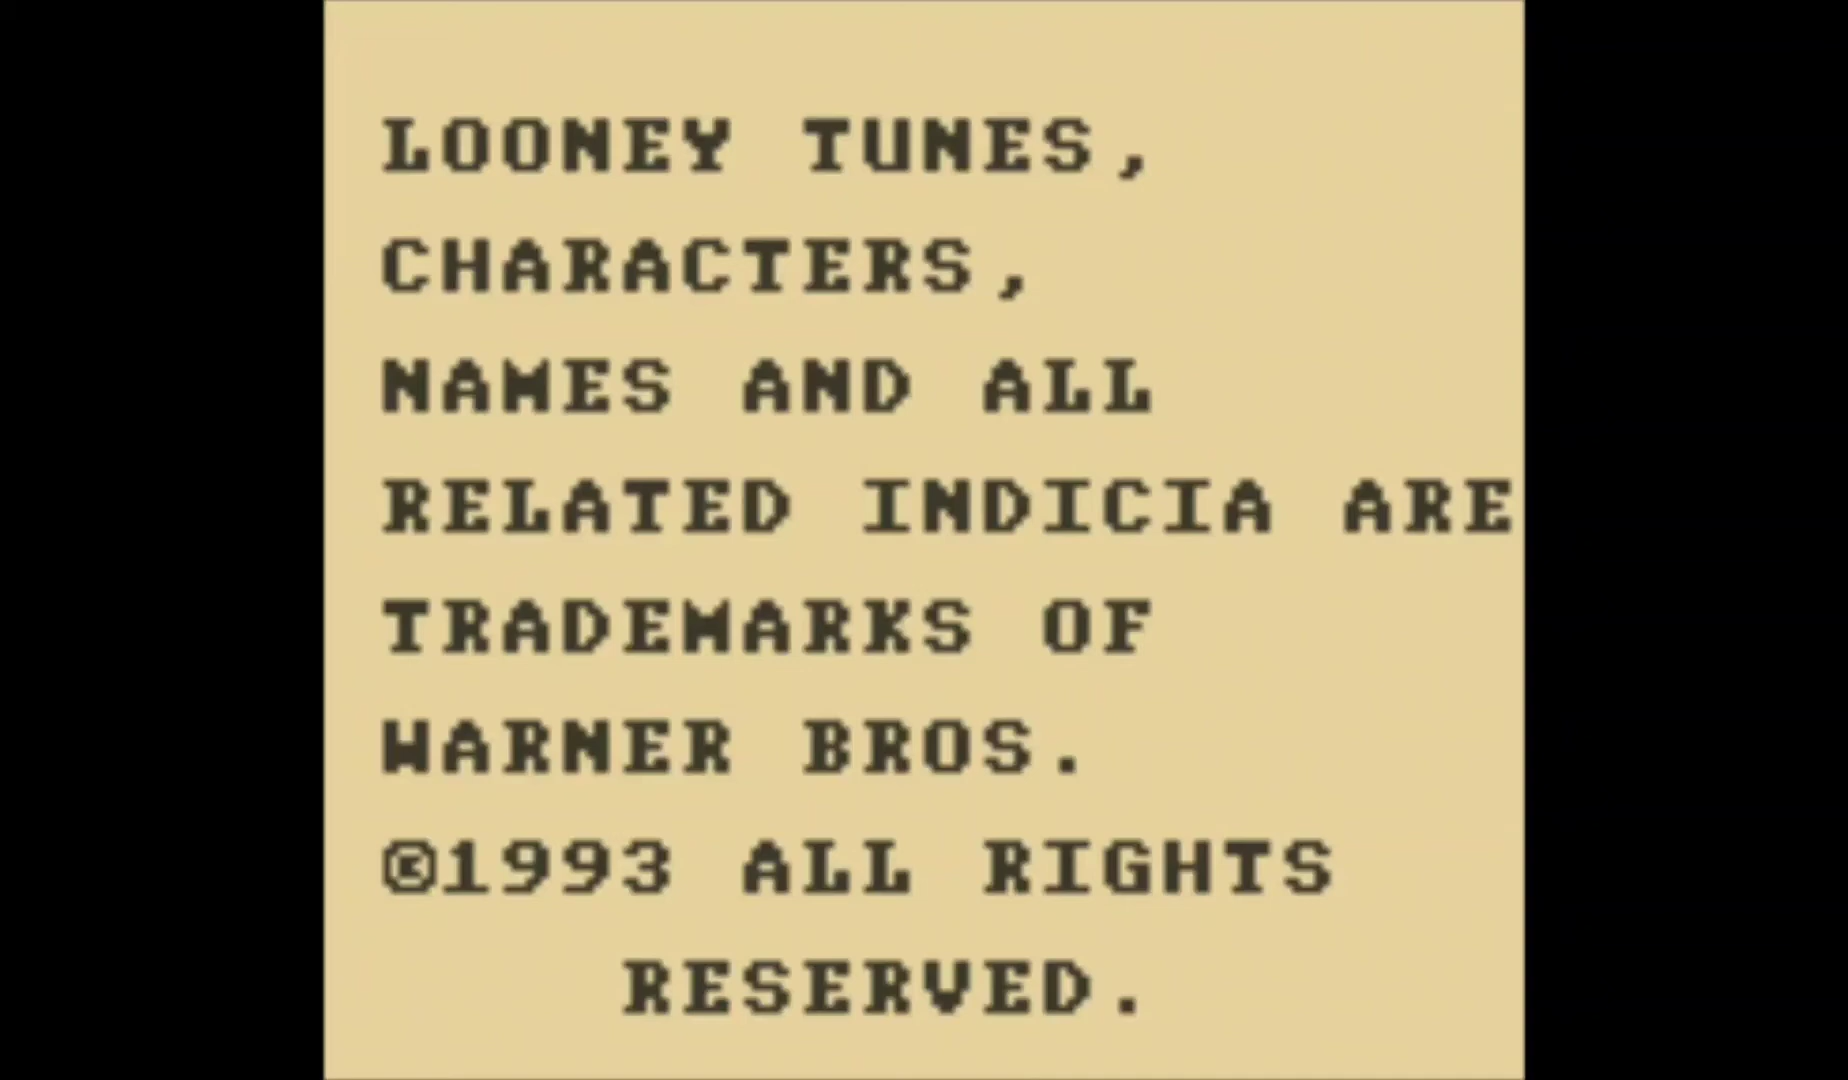 LOONEY TUNES,
CHARACTERS,
NAMES AND ALL
RELATED INDICIA ARE
TRADEMARKS OF
WARNER BROS.
©1993 ALL RIGHTS
RESERVED.